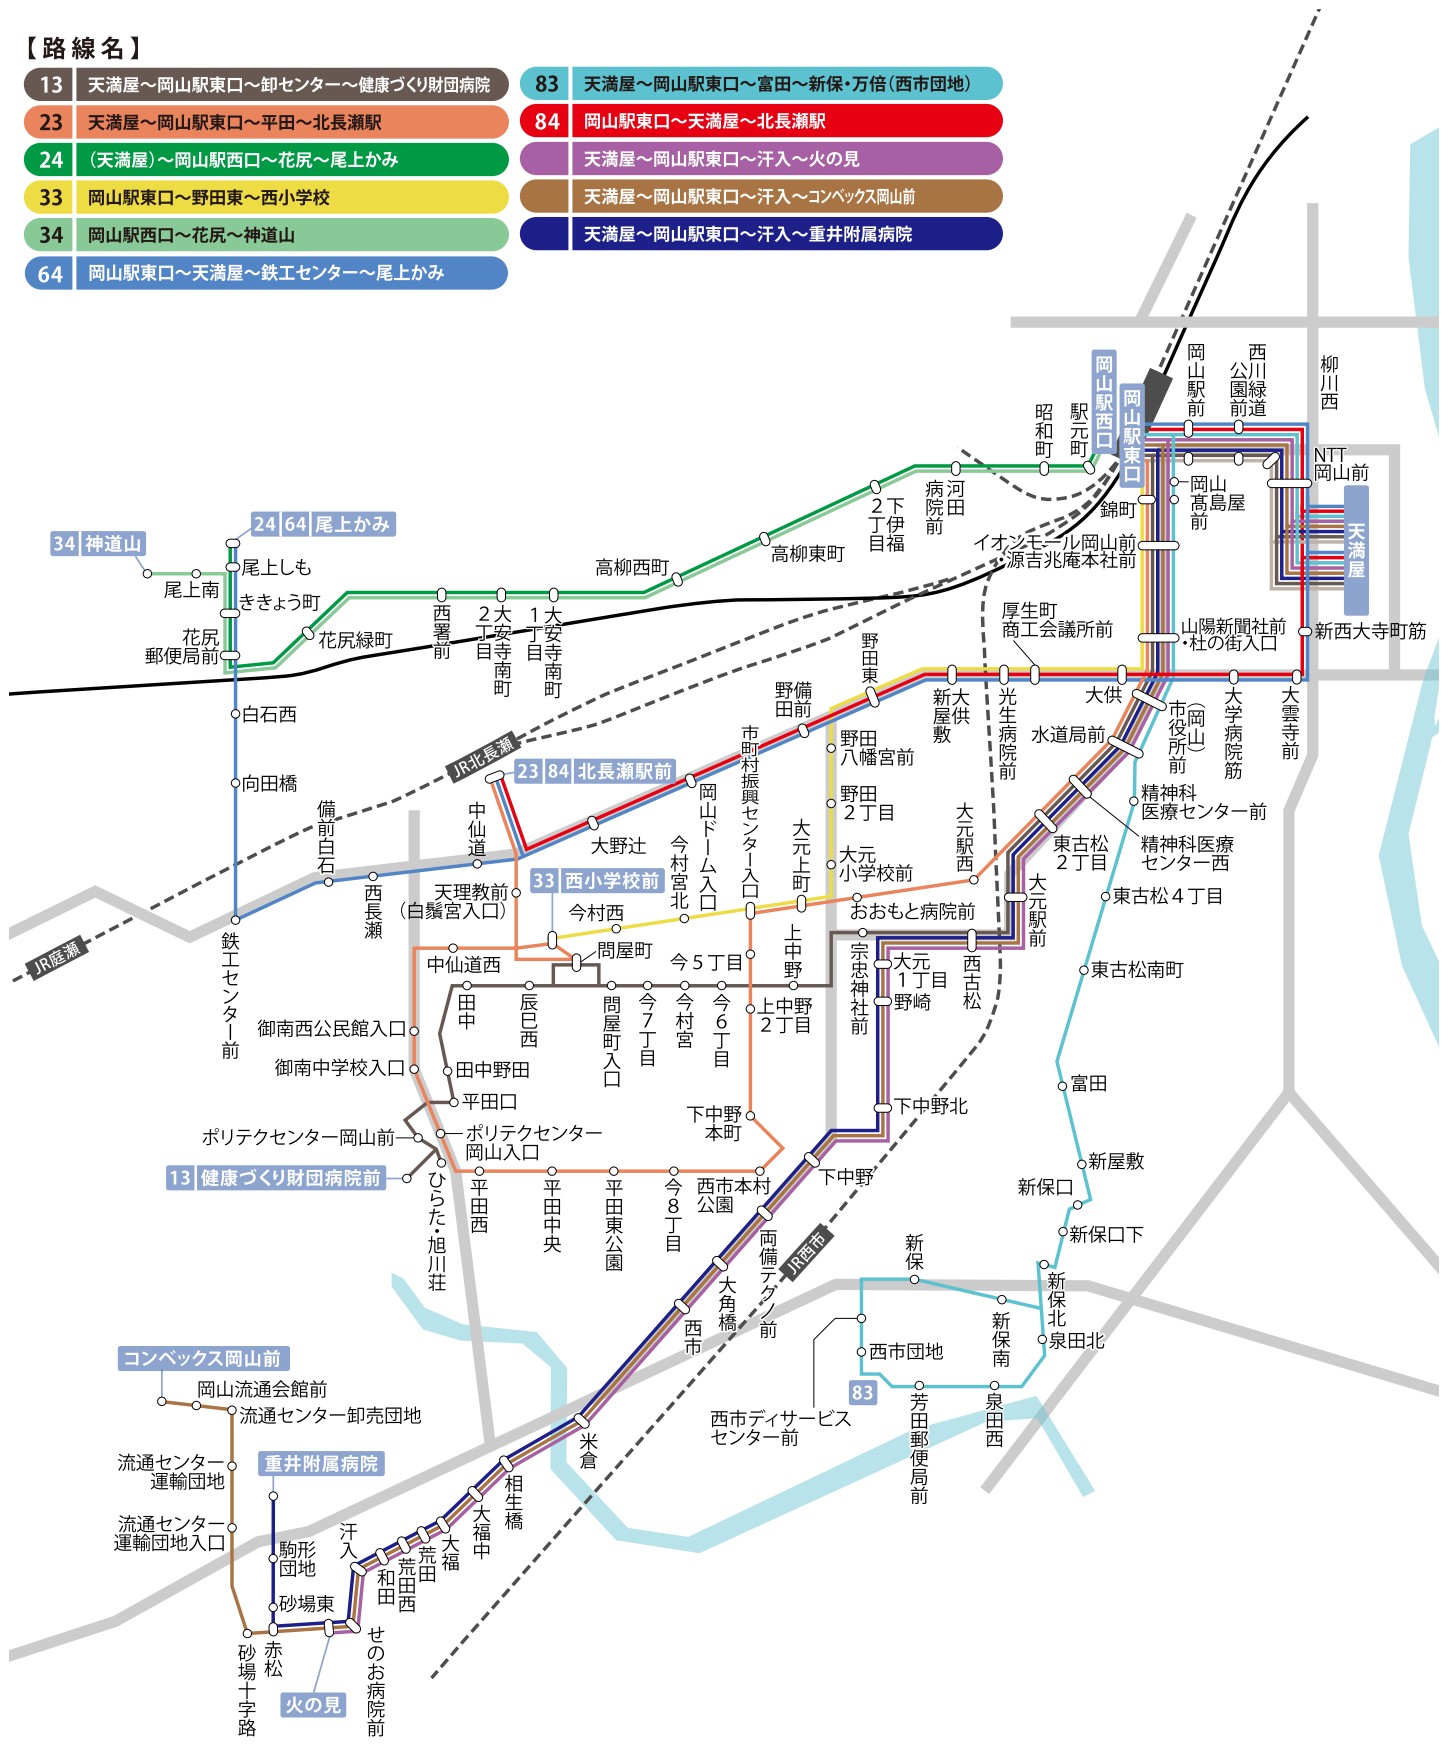 【路線名】
13 天満屋～岡山駅東口～卸センター～健康づくり財団病院
23 天満屋～岡山駅東口～平田～北長瀬駅
24 （天満屋）～岡山駅西口～花尻～尾上かみ
33 岡山駅東口～野田東～西小学校
34 岡山駅西口～花尻～神道山
64 岡山駅東口～天満屋～鉄工センター～尾上かみ
83 天満屋～岡山駅東口～富田～新保・万倍（西市団地）
84 岡山駅東口～天満屋～北長瀬駅
天満屋～岡山駅東口～汗入～火の見
天満屋～岡山駅東口～汗入～コンベックス岡山前
天満屋～岡山駅東口～汗入～重井附属病院
岡山駅西口
岡山駅東口
岡山駅前
西川緑道
公園前
柳川西
NTT
岡山前
天満屋
岡山
髙島屋
前
錦町
イオンモール岡山前
・源吉兆庵本社前
厚生町
商工会議所前
山陽新聞社前
・杜の街入口
新西大寺町筋
昭和町
駅元町
河田
病院前
下伊福
２丁目
高柳東町
高柳西町
大安寺南町
１丁目
大安寺南町
２丁目
西署前
花尻緑町
24 64 尾上かみ
34 神道山
尾上しも
尾上南
ききょう町
花尻
郵便局前
白石西
向田橋
鉄工センター前
備前白石
西長瀬
中仙道
JR北長瀬
JR庭瀬
23 84 北長瀬駅前
大野辻
岡山ドーム入口
市町村振興センター入口
野田
備前
野田東
大供
新屋敷
光生病院前
大供
大学病院筋
大雲寺前
（岡山）
市役所前
水道局前
精神科
医療センター前
精神科医療
センター西
東古松
２丁目
東古松４丁目
東古松南町
富田
新屋敷
新保口
新保口下
新保北
泉田北
新保
新保南
西市団地
83
西市ディサービス
センター前
芳田郵便局前
泉田西
野田
八幡宮前
野田
２丁目
大元
小学校前
大元上町
大元駅西
大元駅前
おおもと病院前
今村宮北
今村西
33 西小学校前
天理教前
（白鬚宮入口）
中仙道西
問屋町
今５丁目
上中野
宗忠神社前
大元
１丁目
野崎
西古松
田中
辰巳西
問屋町入口
今７丁目
今村宮
今６丁目
上中野
２丁目
御南西公民館入口
御南中学校入口
田中野田
平田口
ポリテクセンター岡山前
ポリテクセンター
岡山入口
13 健康づくり財団病院前
ひらた・旭川荘
平田西
平田中央
平田東公園
今８丁目
西市本村
公園
下中野
本町
下中野北
下中野
両備テクノ前
JR西市
大角橋
西市
米倉
相生橋
大福中
大福
荒田
荒田西
和田
汗入
コンベックス岡山前
岡山流通会館前
流通センター卸売団地
流通センター
運輸団地
流通センター
運輸団地入口
重井附属病院
駒形
団地
砂場東
赤松
砂場十字路
火の見
せのお病院前